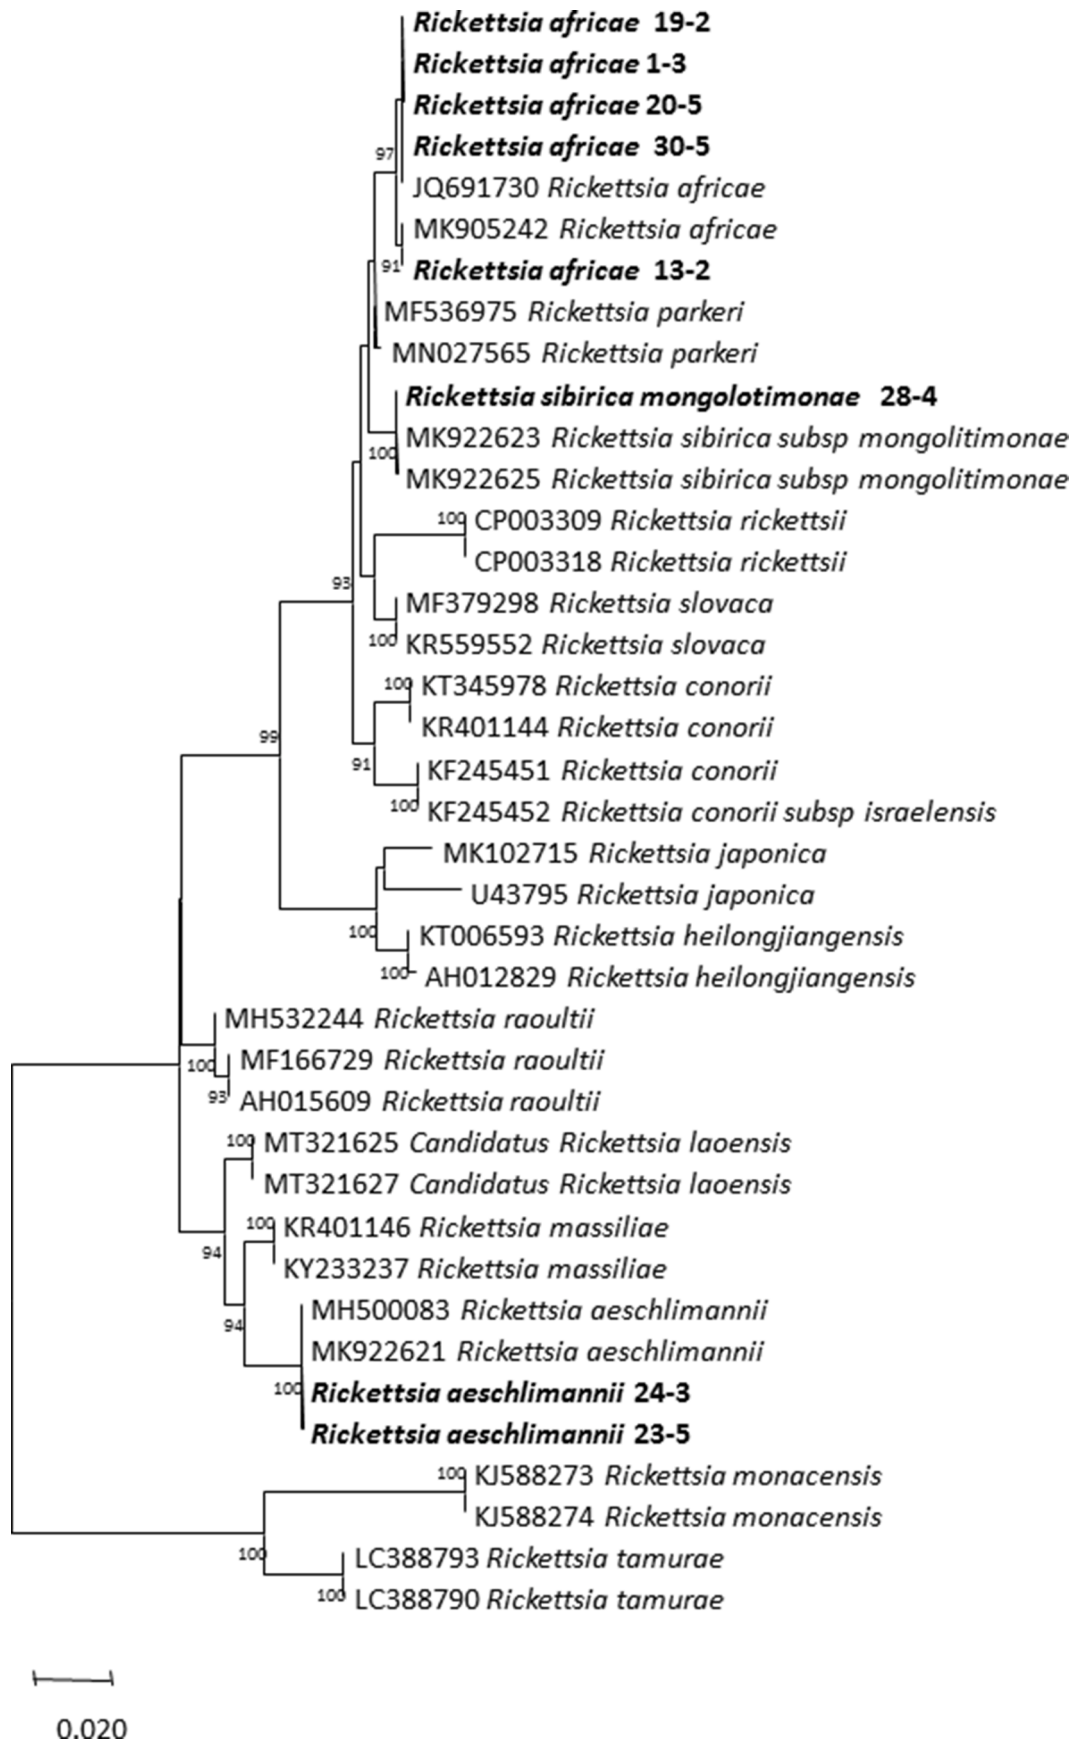 Rickettsia africae 19-2
Rickettsia africae 1-3
Rickettsia africae 20-5
Rickettsia africae 30-5
97
JQ691730 Rickettsia africae
MK905242 Rickettsia africae
91 Rickettsia africae 13-2
MF536975 Rickettsia parkeri
MN027565 Rickettsia parkeri
Rickettsia sibirica mongolotimonae 28-4
MK922623 Rickettsia sibirica subsp mongolitimonae
100
MK922625 Rickettsia sibirica subsp mongolitimonae
100 CP003309 Rickettsia rickettsii
CP003318 Rickettsia rickettsii
93
MF379298 Rickettsia slovaca
100 KR559552 Rickettsia slovaca
100 KT345978 Rickettsia conorii
KR401144 Rickettsia conorii
99
91
KF245451 Rickettsia conorii
100 KF245452 Rickettsia conorii subsp israelensis
MK102715 Rickettsia japonica
U43795 Rickettsia japonica
100 KT006593 Rickettsia heilongjiangensis
100 AH012829 Rickettsia heilongjiangensis
MH532244 Rickettsia raoultii
100 MF166729 Rickettsia raoultii
93 AH015609 Rickettsia raoultii
100 MT321625 Candidatus Rickettsia laoensis
MT321627 Candidatus Rickettsia laoensis
100 KR401146 Rickettsia massiliae
94
KY233237 Rickettsia massiliae
MH500083 Rickettsia aeschlimannii
94
MK922621 Rickettsia aeschlimannii
100 Rickettsia aeschlimannii 24-3
Rickettsia aeschlimannii 23-5
100 KJ588273 Rickettsia monacensis
KJ588274 Rickettsia monacensis
100 LC388793 Rickettsia tamurae
100 LC388790 Rickettsia tamurae
0.020